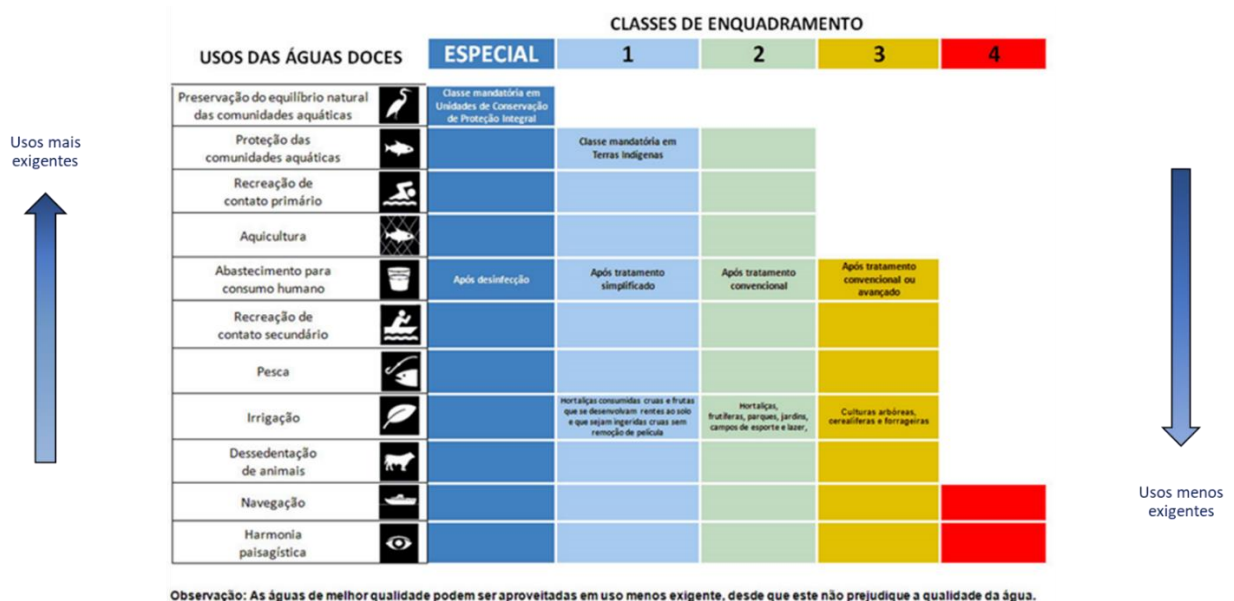 CLASSES DE ENQUADRAMENTO
USOS DAS ÁGUAS DOCES
ESPECIAL
1
2
3
4
Usos mais
exigentes
Preservação do equilíbrio natural
das comunidades aquáticas
Classe mandatória em
Unidades de Conservação
de Proteção Integral
Proteção das
comunidades aquáticas
Classe mandatória em
Terras Indígenas
Recreação de
contato primário
Aquicultura
Abastecimento para
consumo humano
Após desinfecção
Após tratamento
simplificado
Após tratamento
convencional
Após tratamento
convencional ou
avançado
Recreação de
contato secundário
Pesca
Irrigação
Hortaliças consumidas cruas e frutas
que se desenvolvam rentes ao solo
e que sejam ingeridas cruas sem
remoção de película
Hortaliças,
frutíferas, parques, jardins,
campos de esporte e lazer,
Culturas arbóreas,
cerealíferas e forrageiras
Dessedentação
de animais
Navegação
Harmonia
paisagística
Usos menos
exigentes
Observação: As águas de melhor qualidade podem ser aproveitadas em uso menos exigente, desde que este não prejudique a qualidade da água.